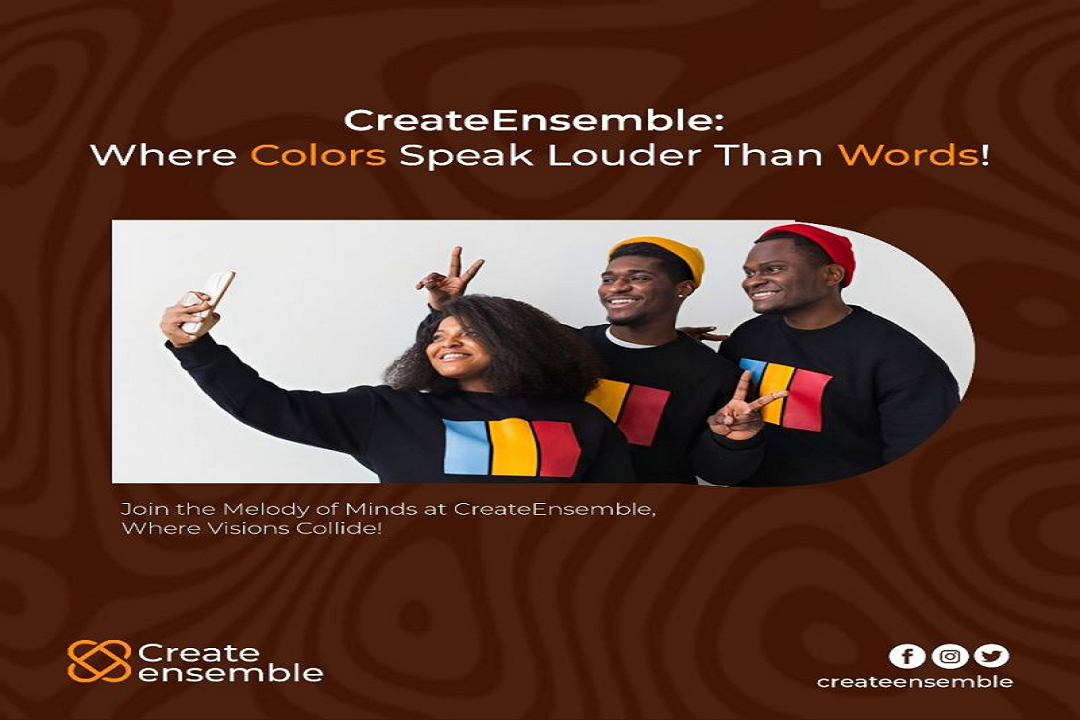 CreateEnsemble:
Where Colors Speak Louder Than Words!
Join the Melody of Minds at CreateEnsemble,
Where Visions Collide!
Create
ensemble
createensemble